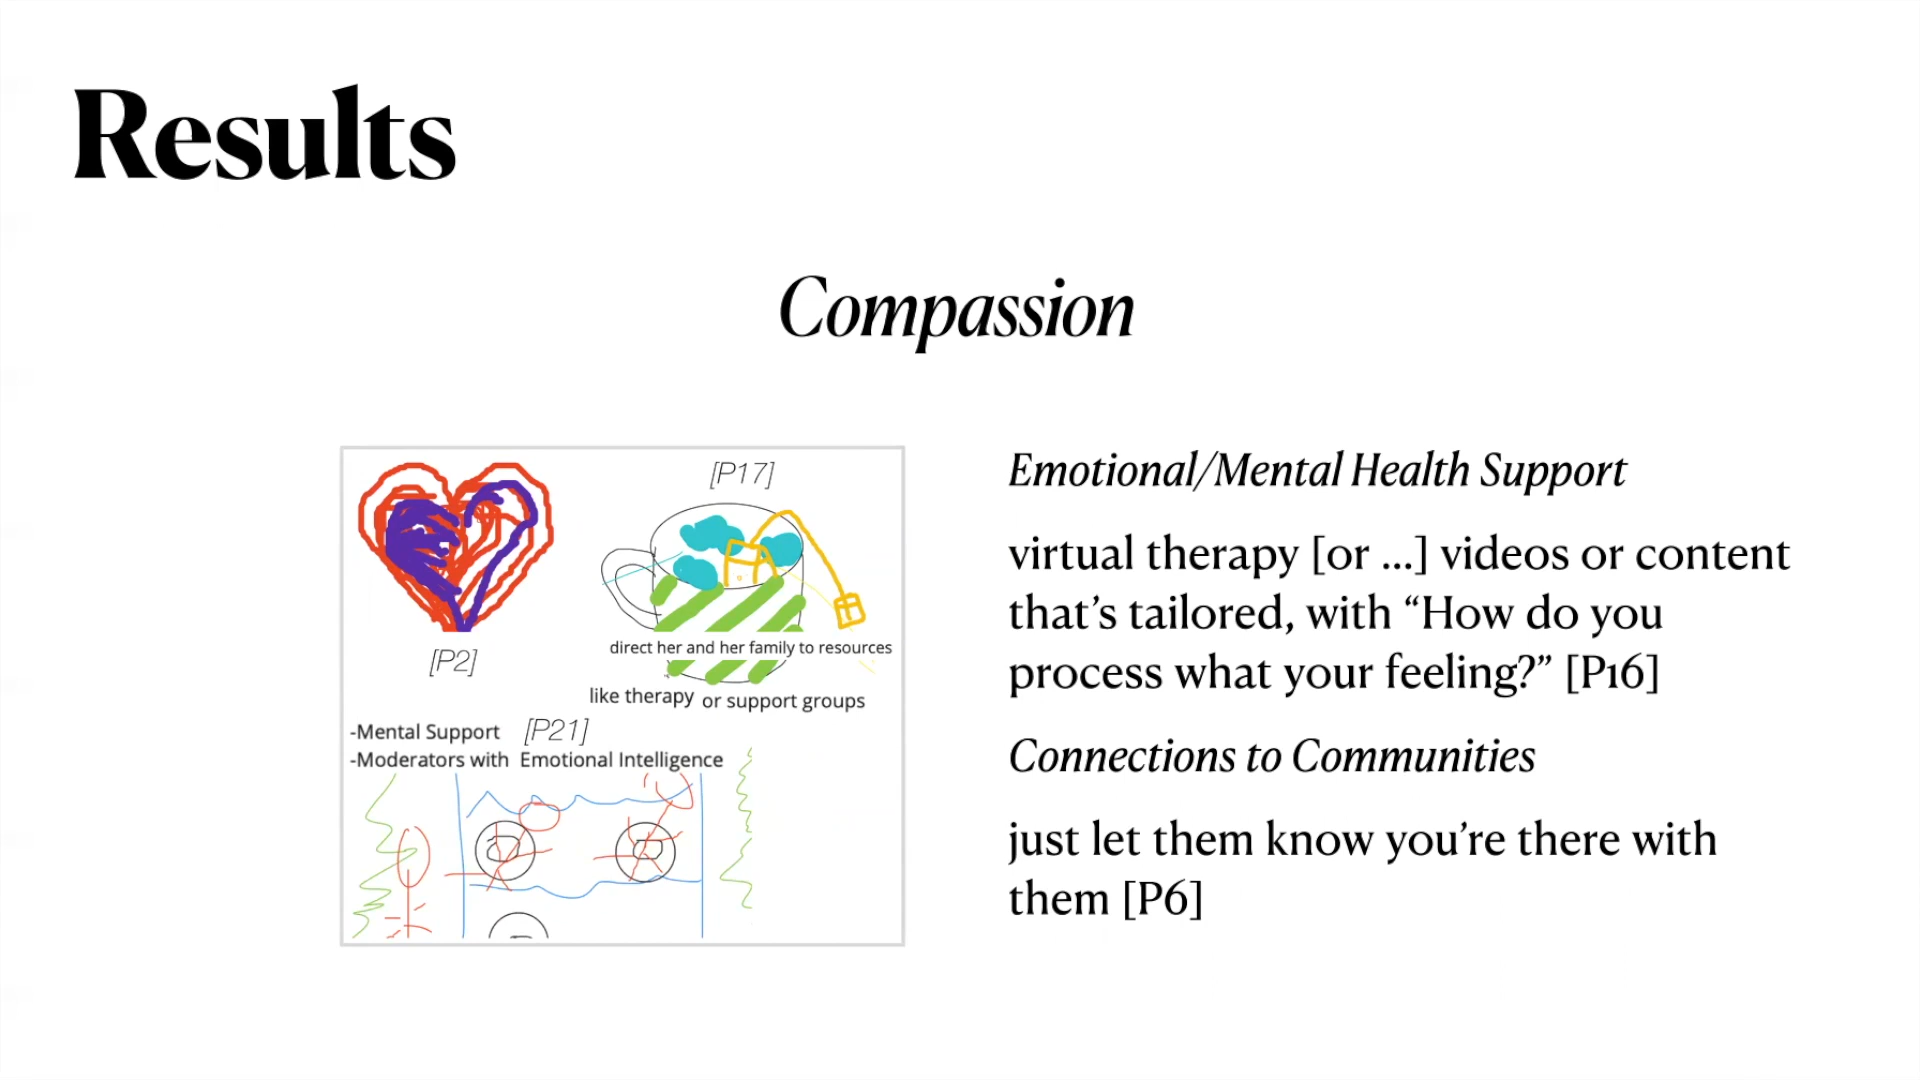 Results
Compassion
[P17]
[P2]
direct her and her family to resources
like therapy or support groups
-Mental Support [P21]
-Moderators with Emotional Intelligence
Emotional/Mental Health Support
virtual therapy [or ...] videos or content
that’s tailored, with “How do you
process what your feeling?” [P16]
Connections to Communities
just let them know you’re there with
them [P6]